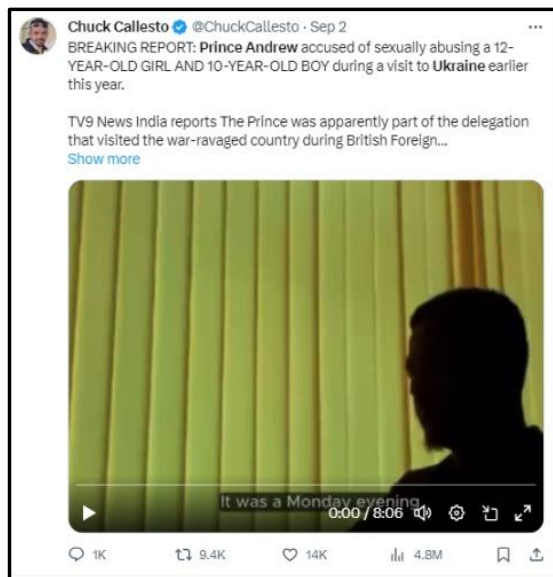 Chuck Callesto @ChuckCallesto · Sep 2 ...
BREAKING REPORT: Prince Andrew accused of sexually abusing a 12-
YEAR-OLD GIRL AND 10-YEAR-OLD BOY during a visit to Ukraine earlier
this year.
TV9 News India reports The Prince was apparently part of the delegation
that visited the war-ravaged country during British Foreign...
Show more
It was a Monday evening
0:00 / 8:06
1K 9.4K 14K 4.8M